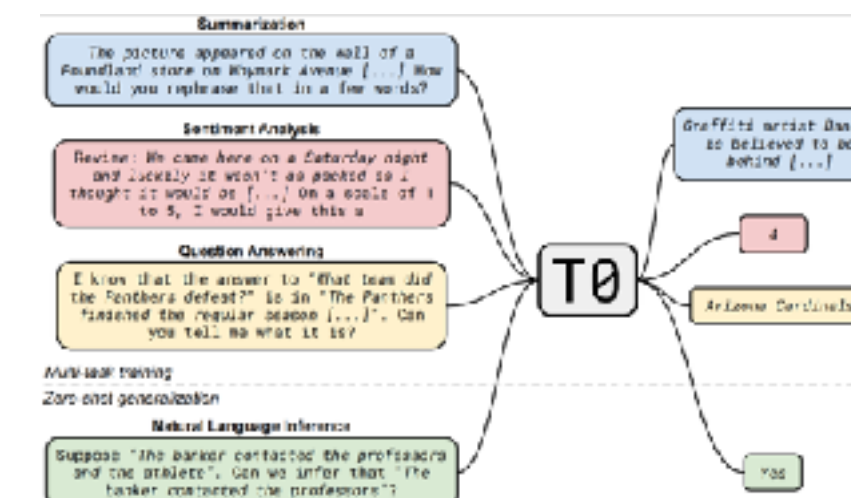 Summarization
The picture appeared on the wall of a
Poundland store on Whymark Avenue [...] How
would you rephrase that in a few words?
Sentiment Analysis
Review: We came here on a Saturday night
and luckily it wasn't as packed as I
thought it would be [...] On a scale of 1
to 5, I would give this a
Question Answering
I know that the answer to "What team did
the Panthers defeat?" is in "The Panthers
finished the regular season [...]". Can
you tell me what it is?
Multi-task training
Zero-shot generalization
Natural Language Inference
Suppose "The banker contacted the professors
and the athlete". Can we infer that "The
banker contacted the professors"?
T0
Graffiti artist Ban
is believed to be
behind [...]
4
Arizona Cardinals
Yes